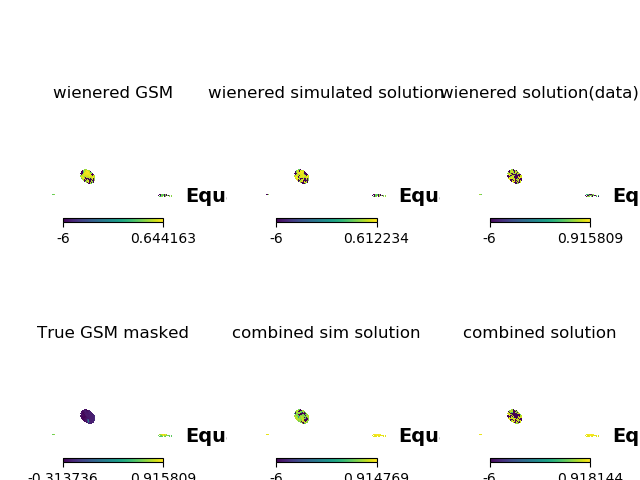 wienered GSM wienered simulated solution wienered solution(data)
Equ Equ Eq
-6 0.644163 -6 0.612234 -6 0.915809
True GSM masked combined sim solution combined solution
Equ Equ Eq
-0.313736 0.915809 -6 0.914769 -6 0.918144